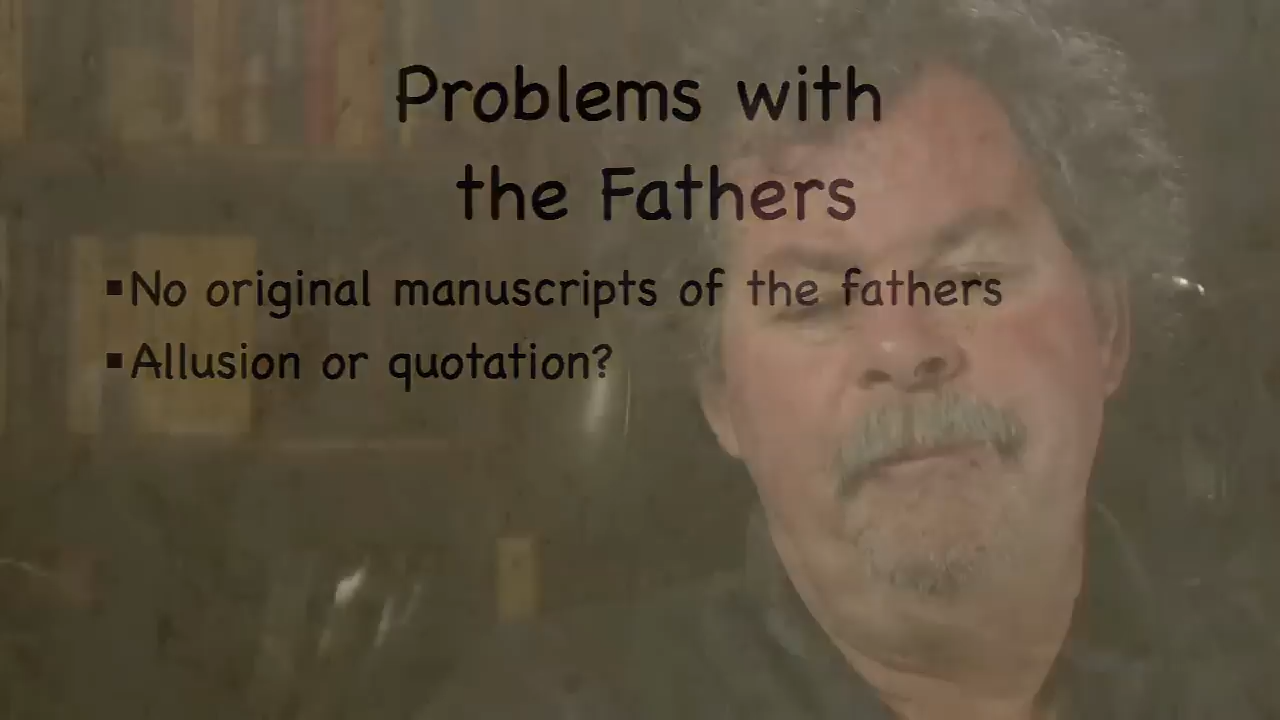 Problems with
the Fathers
▪No original manuscripts of the fathers
▪Allusion or quotation?